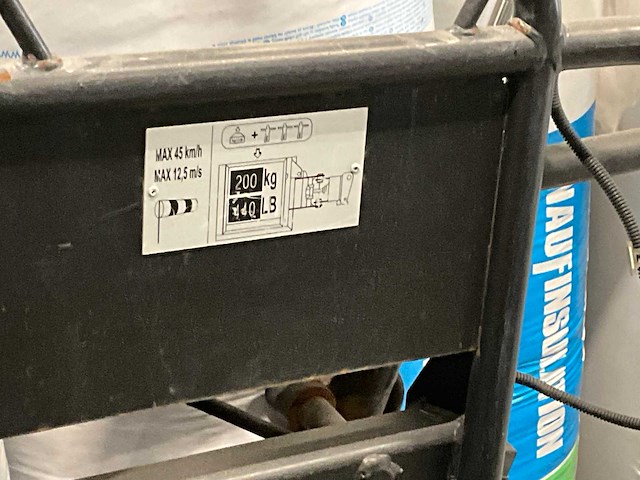 MAX 45 km/h
MAX 12,5 m/s
+
200 kg
440 LB
KNAUFINSULATION